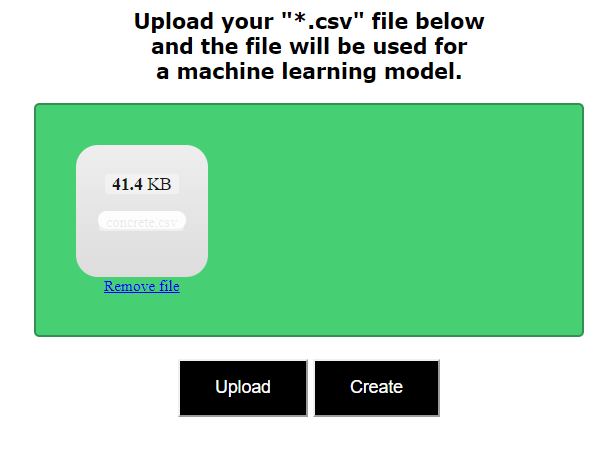 Upload your "*.csv" file below
and the file will be used for
a machine learning model.
41.4 KB
concrete.csv
Remove file
Upload
Create